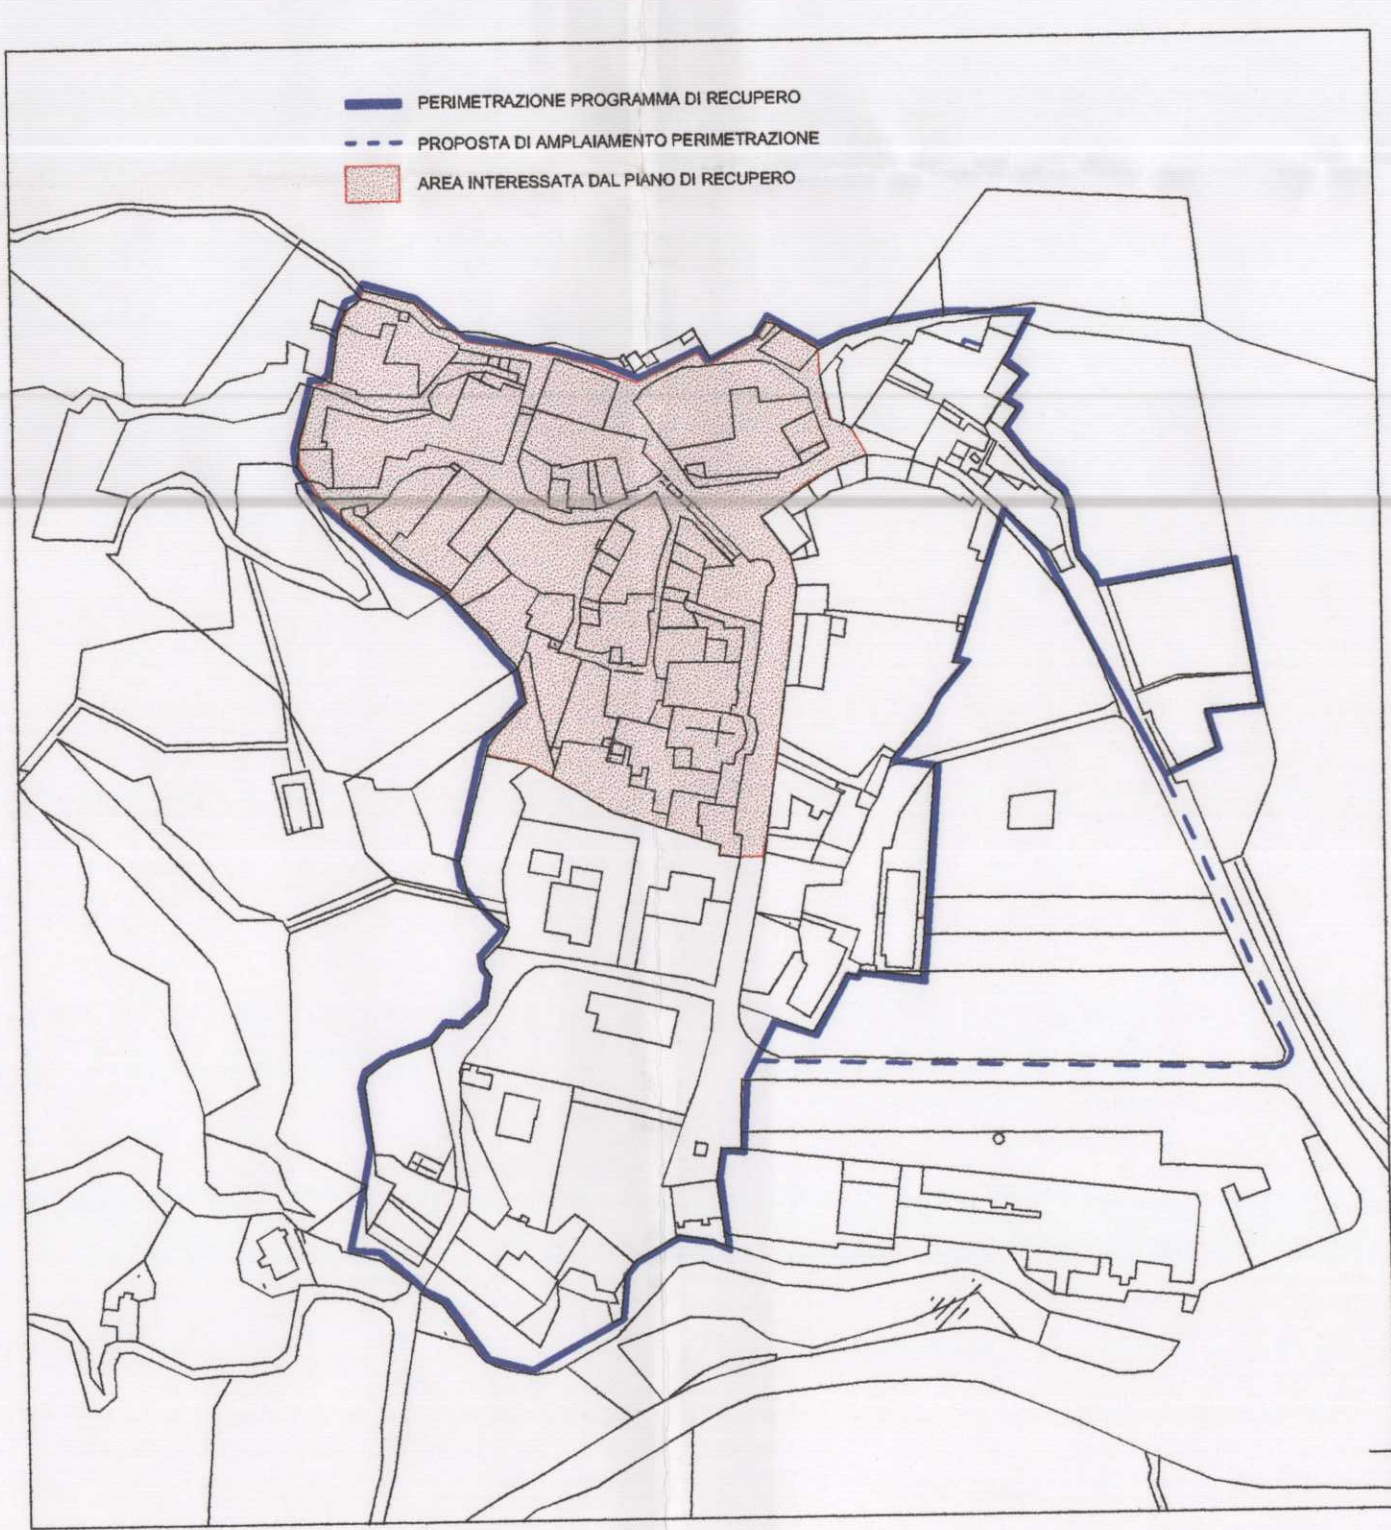 PERIMETRAZIONE PROGRAMMA DI RECUPERO
PROPOSTA DI AMPLAIAMENTO PERIMETRAZIONE
AREA INTERESSATA DAL PIANO DI RECUPERO